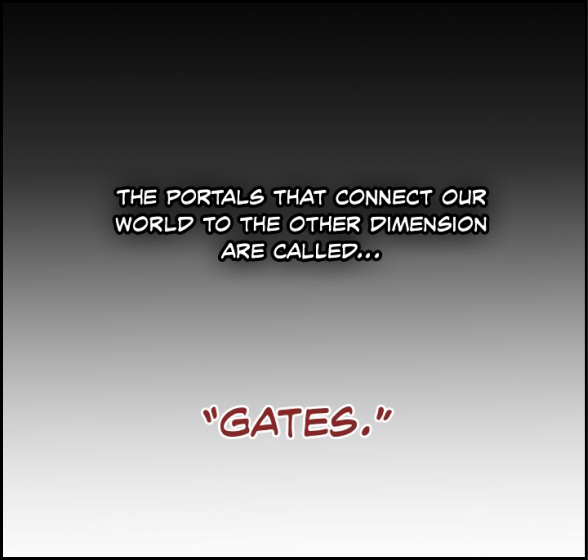 THE PORTALS THAT CONNECT OUR
WORLD TO THE OTHER DIMENSION
ARE CALLED...
"GATES."